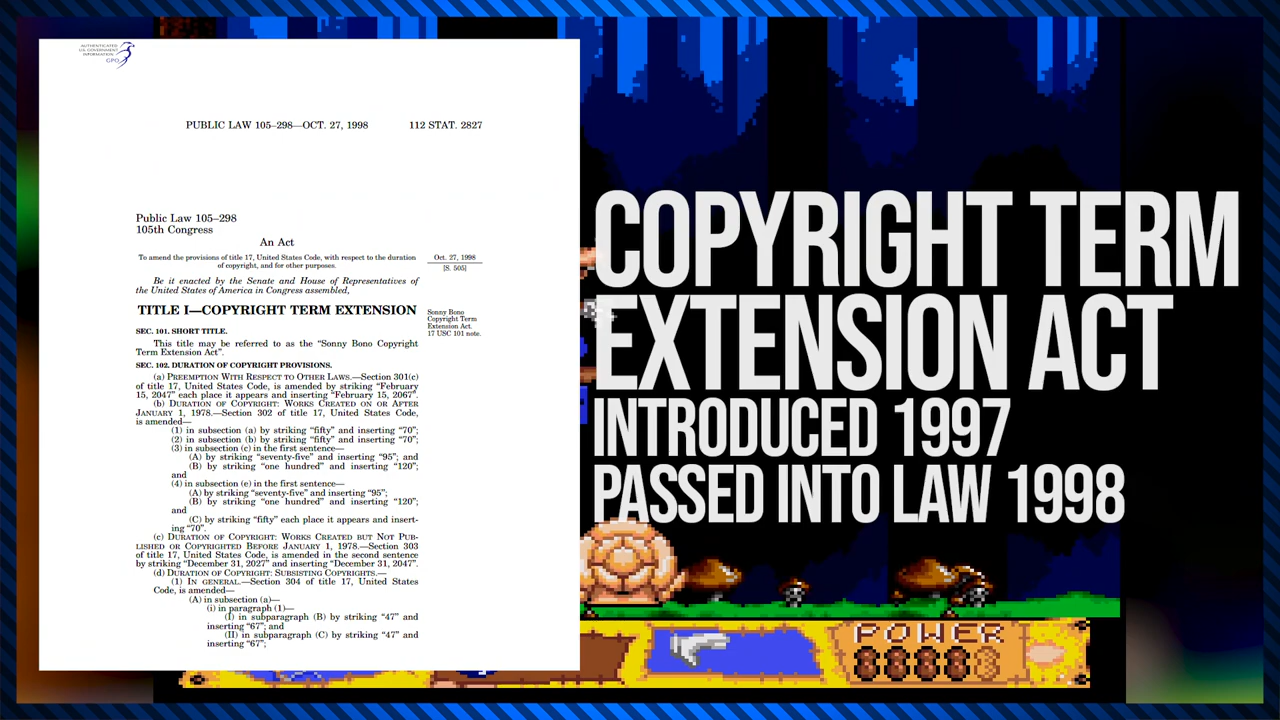 AUTHENTICATED
U.S. GOVERNMENT
INFORMATION
GPO
PUBLIC LAW 105–298—OCT. 27, 1998 112 STAT. 2827
Public Law 105–298
105th Congress
An Act
To amend the provisions of title 17, United States Code, with respect to the duration
of copyright, and for other purposes.
Oct. 27, 1998
[S. 505]
Be it enacted by the Senate and House of Representatives of
the United States of America in Congress assembled,
TITLE I—COPYRIGHT TERM EXTENSION
Sonny Bono
Copyright Term
Extension Act.
17 USC 101 note.
SEC. 101. SHORT TITLE.
This title may be referred to as the “Sonny Bono Copyright
Term Extension Act”.
SEC. 102. DURATION OF COPYRIGHT PROVISIONS.
(a) PREEMPTION WITH RESPECT TO OTHER LAWS.—Section 301(c)
of title 17, United States Code, is amended by striking “February
15, 2047” each place it appears and inserting “February 15, 2067”.
(b) DURATION OF COPYRIGHT: WORKS CREATED ON OR AFTER
JANUARY 1, 1978.—Section 302 of title 17, United States Code,
is amended—
(1) in subsection (a) by striking “fifty” and inserting “70”;
(2) in subsection (b) by striking “fifty” and inserting “70”;
(3) in subsection (c) in the first sentence—
(A) by striking “seventy-five” and inserting “95”; and
(B) by striking “one hundred” and inserting “120”;
and
(4) in subsection (e) in the first sentence—
(A) by striking “seventy-five” and inserting “95”;
(B) by striking “one hundred” and inserting “120”;
and
(C) by striking “fifty” each place it appears and insert-
ing “70”.
(c) DURATION OF COPYRIGHT: WORKS CREATED BUT NOT PUB-
LISHED OR COPYRIGHTED BEFORE JANUARY 1, 1978.—Section 303
of title 17, United States Code, is amended in the second sentence
by striking “December 31, 2027” and inserting “December 31, 2047”.
(d) DURATION OF COPYRIGHT: SUBSISTING COPYRIGHTS.—
(1) IN GENERAL.—Section 304 of title 17, United States
Code, is amended—
(A) in subsection (a)—
(i) in paragraph (1)—
(I) in subparagraph (B) by striking “47” and
inserting “67”; and
(II) in subparagraph (C) by striking “47” and
inserting “67”;
COPYRIGHT TERM
EXTENSION ACT
INTRODUCED 1997
PASSED INTO LAW 1998
POWER